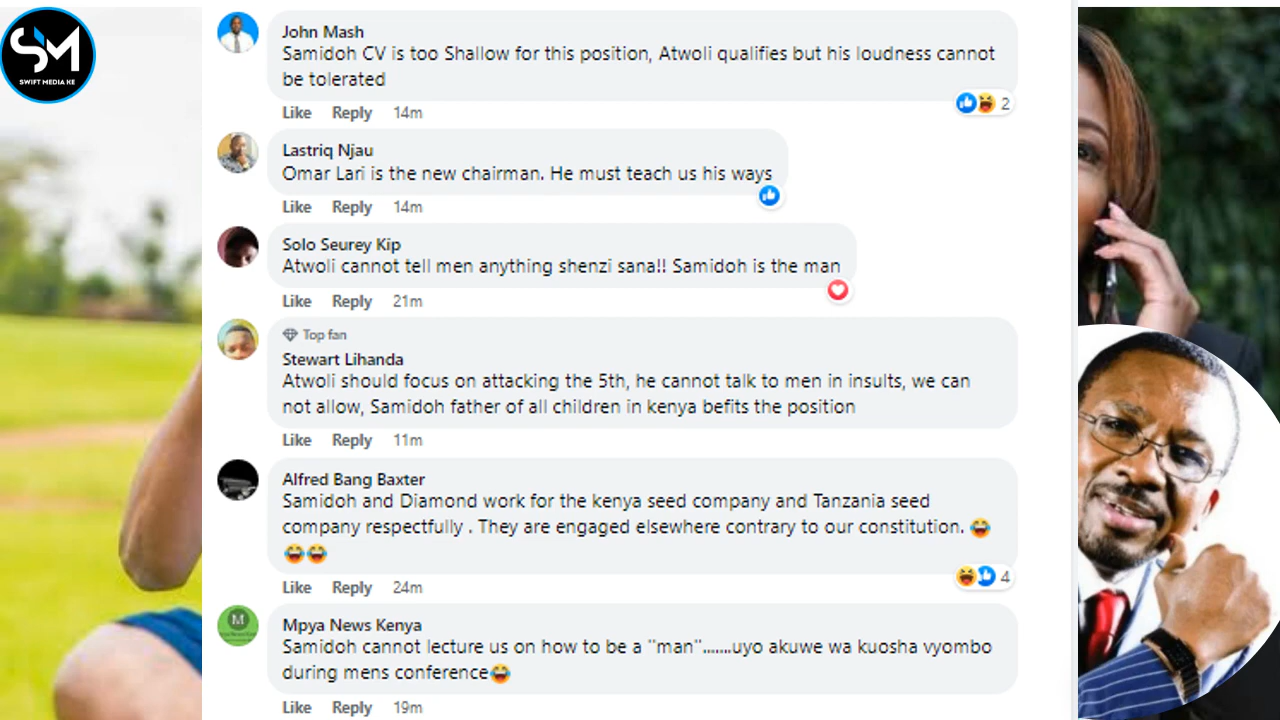 SM
SWIFT MEDIA KE
John Mash
Samidoh CV is too Shallow for this position, Atwoli qualifies but his loudness cannot
be tolerated
Like Reply 14m
2
Lastriq Njau
Omar Lari is the new chairman. He must teach us his ways
Like Reply 14m
Solo Seurey Kip
Atwoli cannot tell men anything shenzi sana!! Samidoh is the man
Like Reply 21m
Top fan
Stewart Lihanda
Atwoli should focus on attacking the 5th, he cannot talk to men in insults, we can
not allow, Samidoh father of all children in kenya befits the position
Like Reply 11m
Alfred Bang Baxter
Samidoh and Diamond work for the kenya seed company and Tanzania seed
company respectfully . They are engaged elsewhere contrary to our constitution. 😂
😂😂
Like Reply 24m
4
M
Mpya News Kenya
Samidoh cannot lecture us on how to be a "man".......uyo akuwe wa kuosha vyombo
during mens conference😂
Like Reply 19m